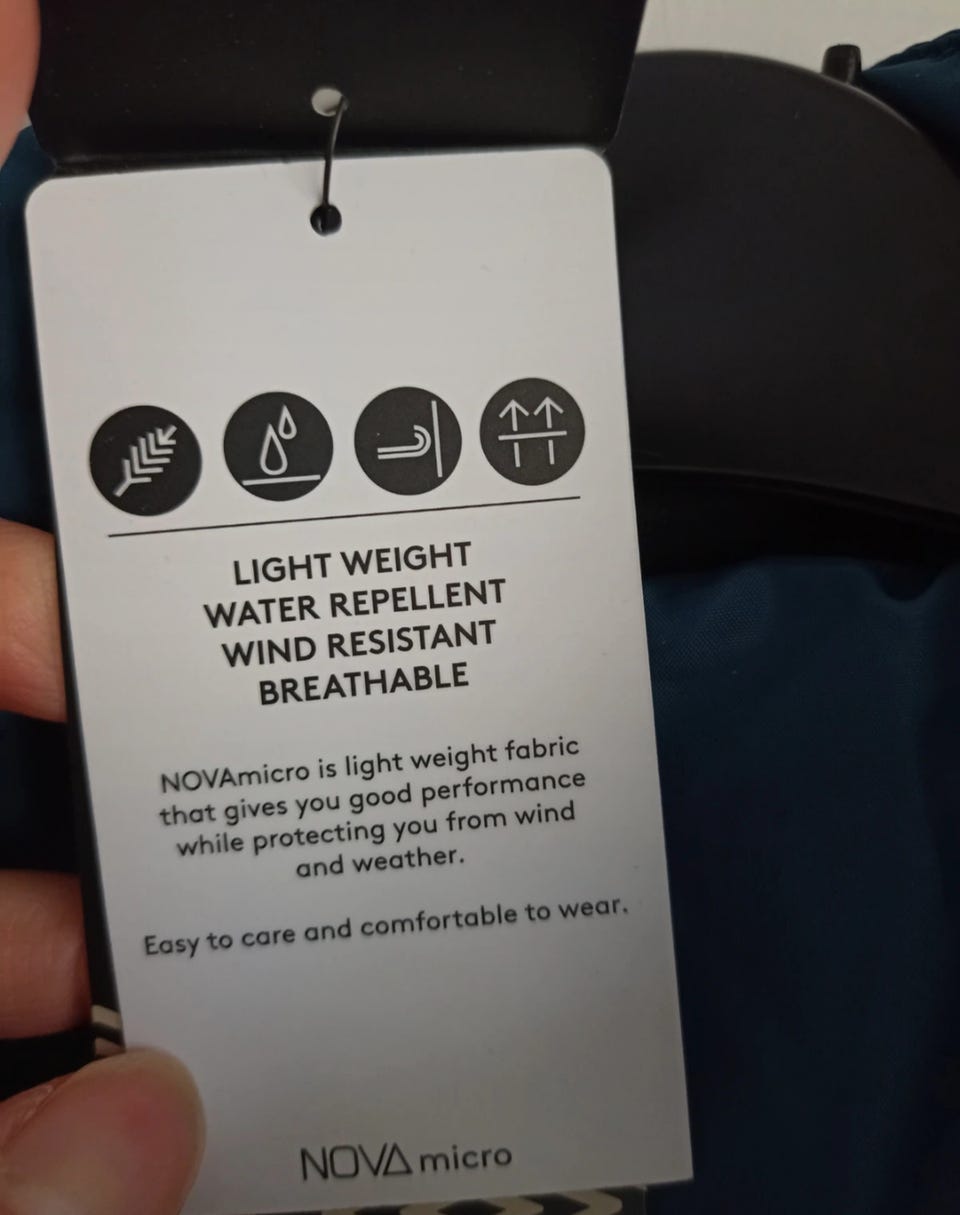 LIGHT WEIGHT
WATER REPELLENT
WIND RESISTANT
BREATHABLE
NOVAmicro is light weight fabric
that gives you good performance
while protecting you from wind
and weather.
Easy to care and comfortable to wear.
NOVA micro